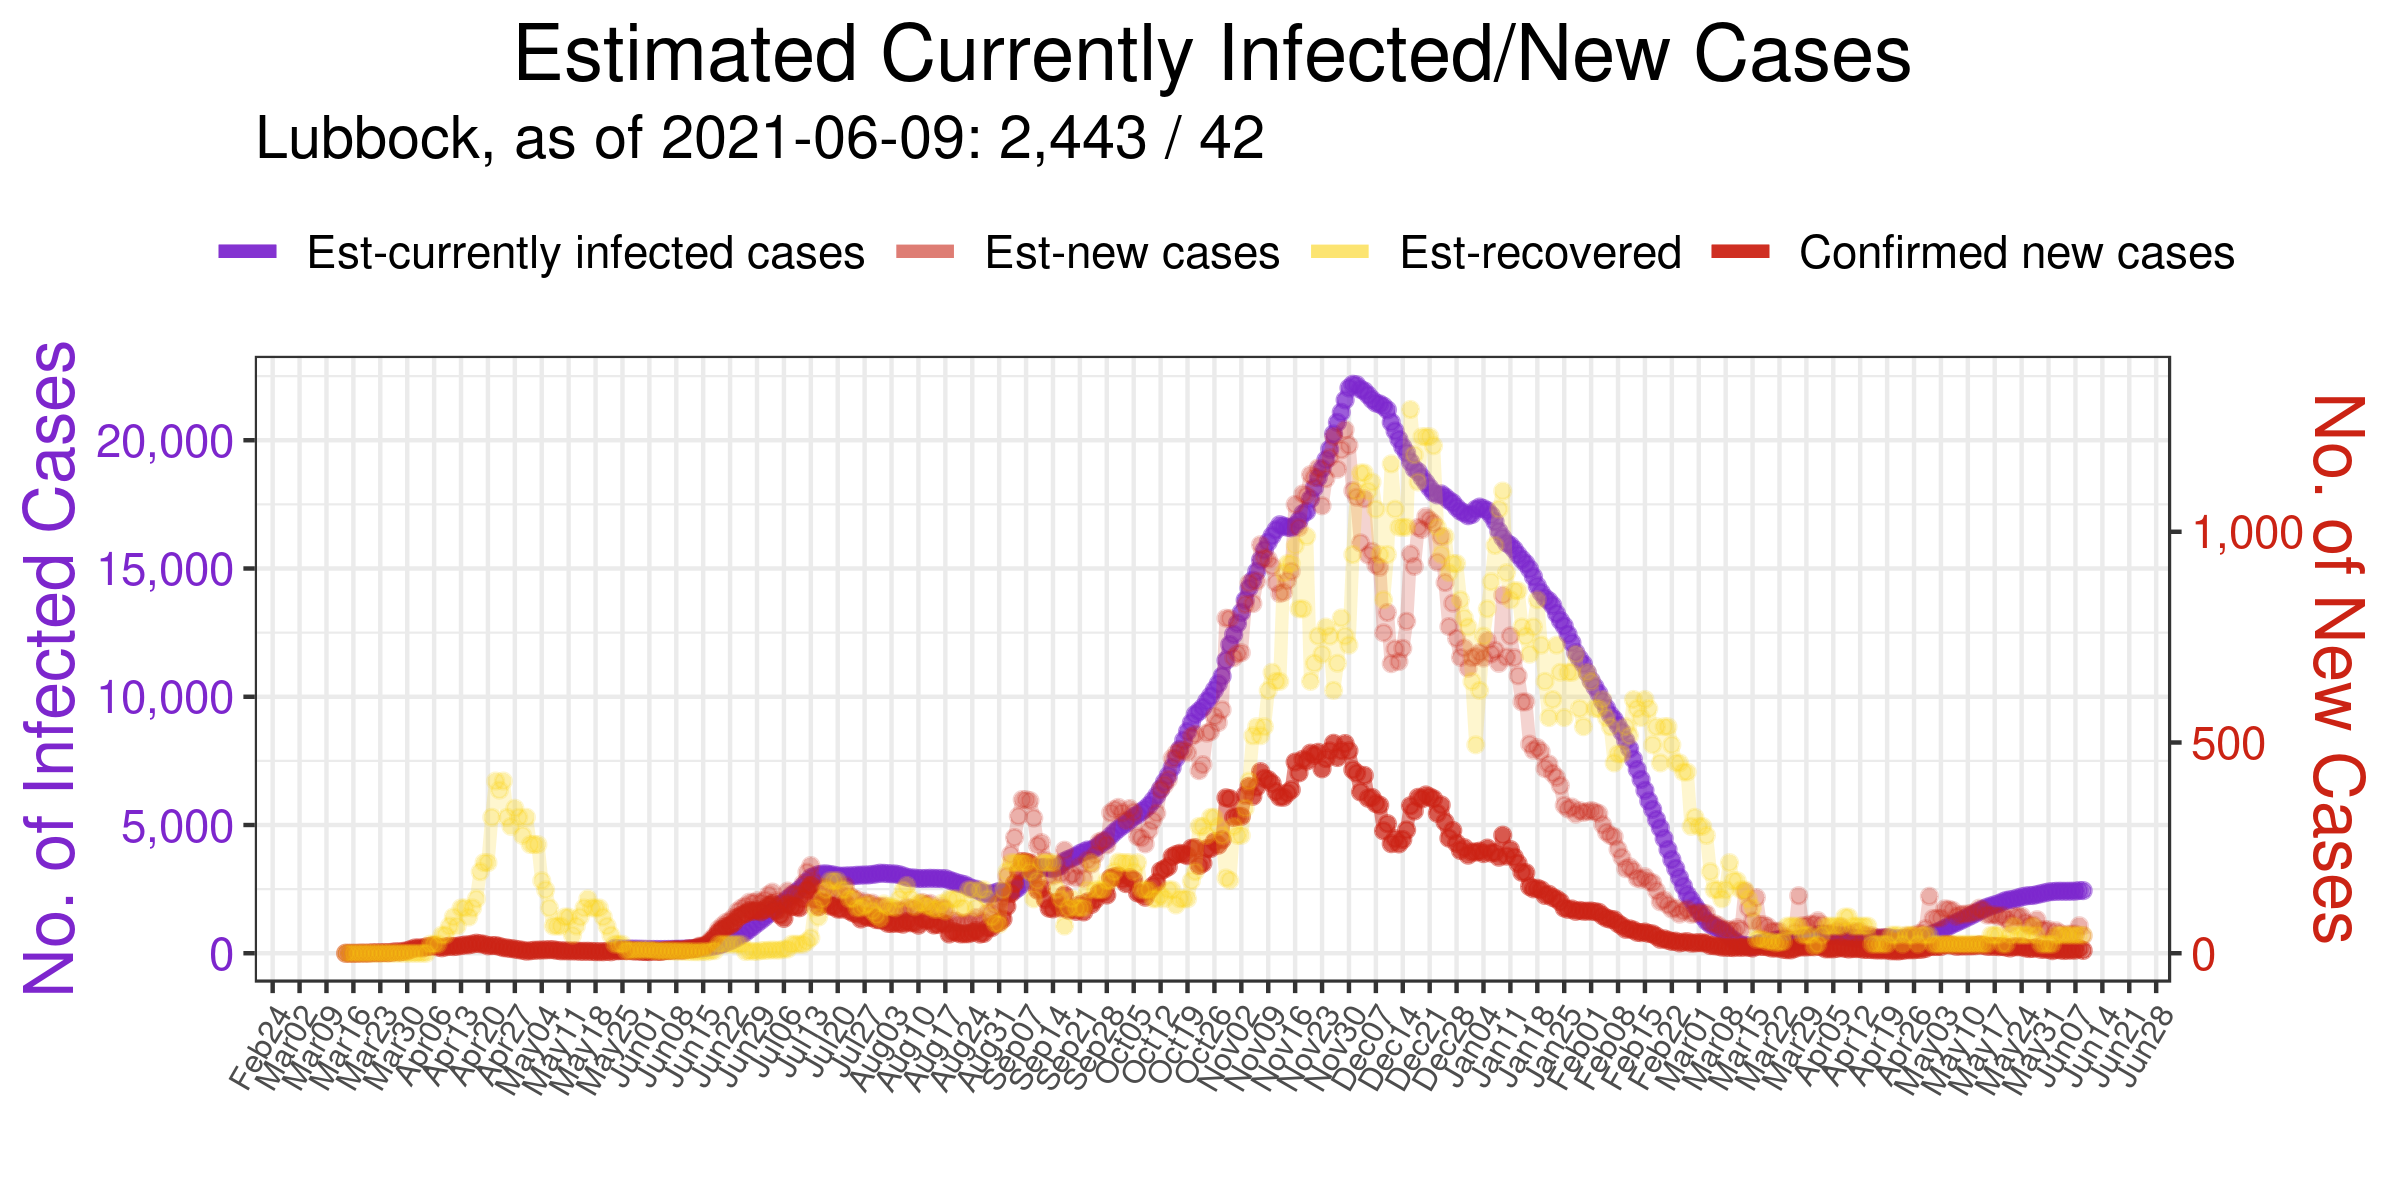 Estimated Currently Infected/New Cases
Lubbock, as of 2021-06-09: 2,443 / 42
Est-currently infected cases Est-new cases Est-recovered Confirmed new cases
No. of Infected Cases
20,000
15,000
10,000
5,000
0
No. of New Cases
1,000
500
0
Feb24 Mar02 Mar09 Mar16 Mar23 Mar30 Apr06 Apr13 Apr20 Apr27 May04 May11 May18 May25 Jun01 Jun08 Jun15 Jun22 Jun29 Jul06 Jul13 Jul20 Jul27 Aug03 Aug10 Aug17 Aug24 Aug31 Sep07 Sep14 Sep21 Sep28 Oct05 Oct12 Oct19 Oct26 Nov02 Nov09 Nov16 Nov23 Nov30 Dec07 Dec14 Dec21 Dec28 Jan04 Jan11 Jan18 Jan25 Feb01 Feb08 Feb15 Feb22 Mar01 Mar08 Mar15 Mar22 Mar29 Apr05 Apr12 Apr19 Apr26 May03 May10 May17 May24 May31 Jun07 Jun14 Jun21 Jun28